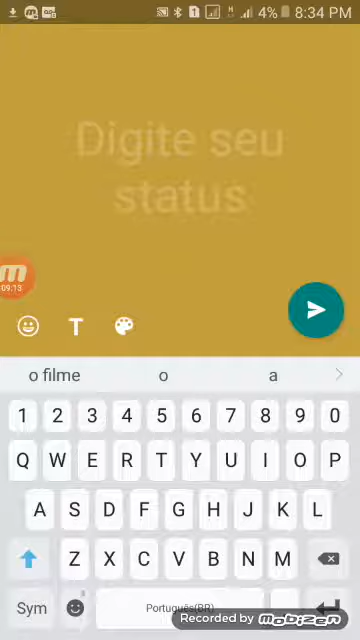 1 H 4% 8:34 PM
Digite seu
status
09:13
T
o filme o a
1 2 3 4 5 6 7 8 9 0
Q W E R T Y U I O P
A S D F G H J K L
Z X C V B N M
Sym Português(BR)
Recorded by mobizen